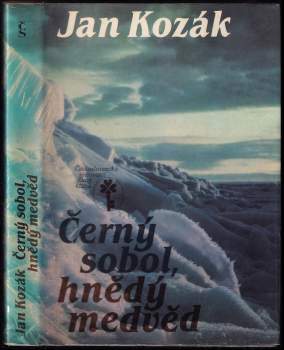 Jan Kozák
Černý
sobol,
hnědý
medvěd
Jan Kozák Černý sobol,
hnědý medvěd